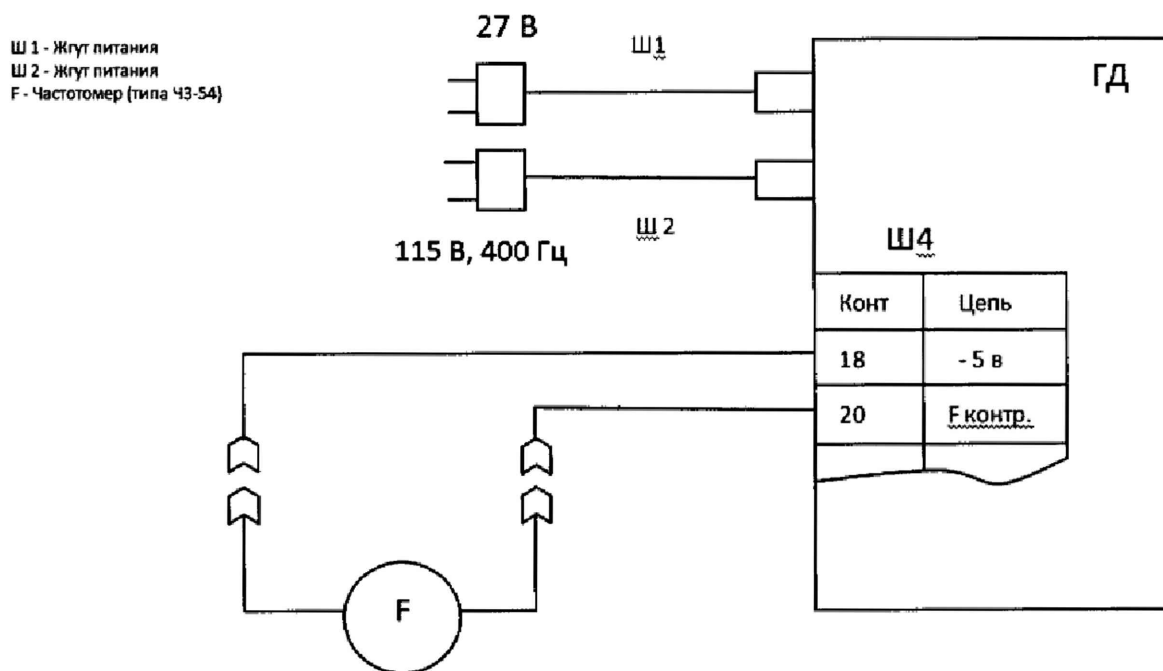 Ш 1 - Жгут питания
Ш 2 - Жгут питания
F - Частотомер (типа ЧЗ-54)
27 В
Ш1
ГД
Ш 2
115 В, 400 Гц
Ш4
Конт Цепь
18 - 5 в
20 F контр.
F